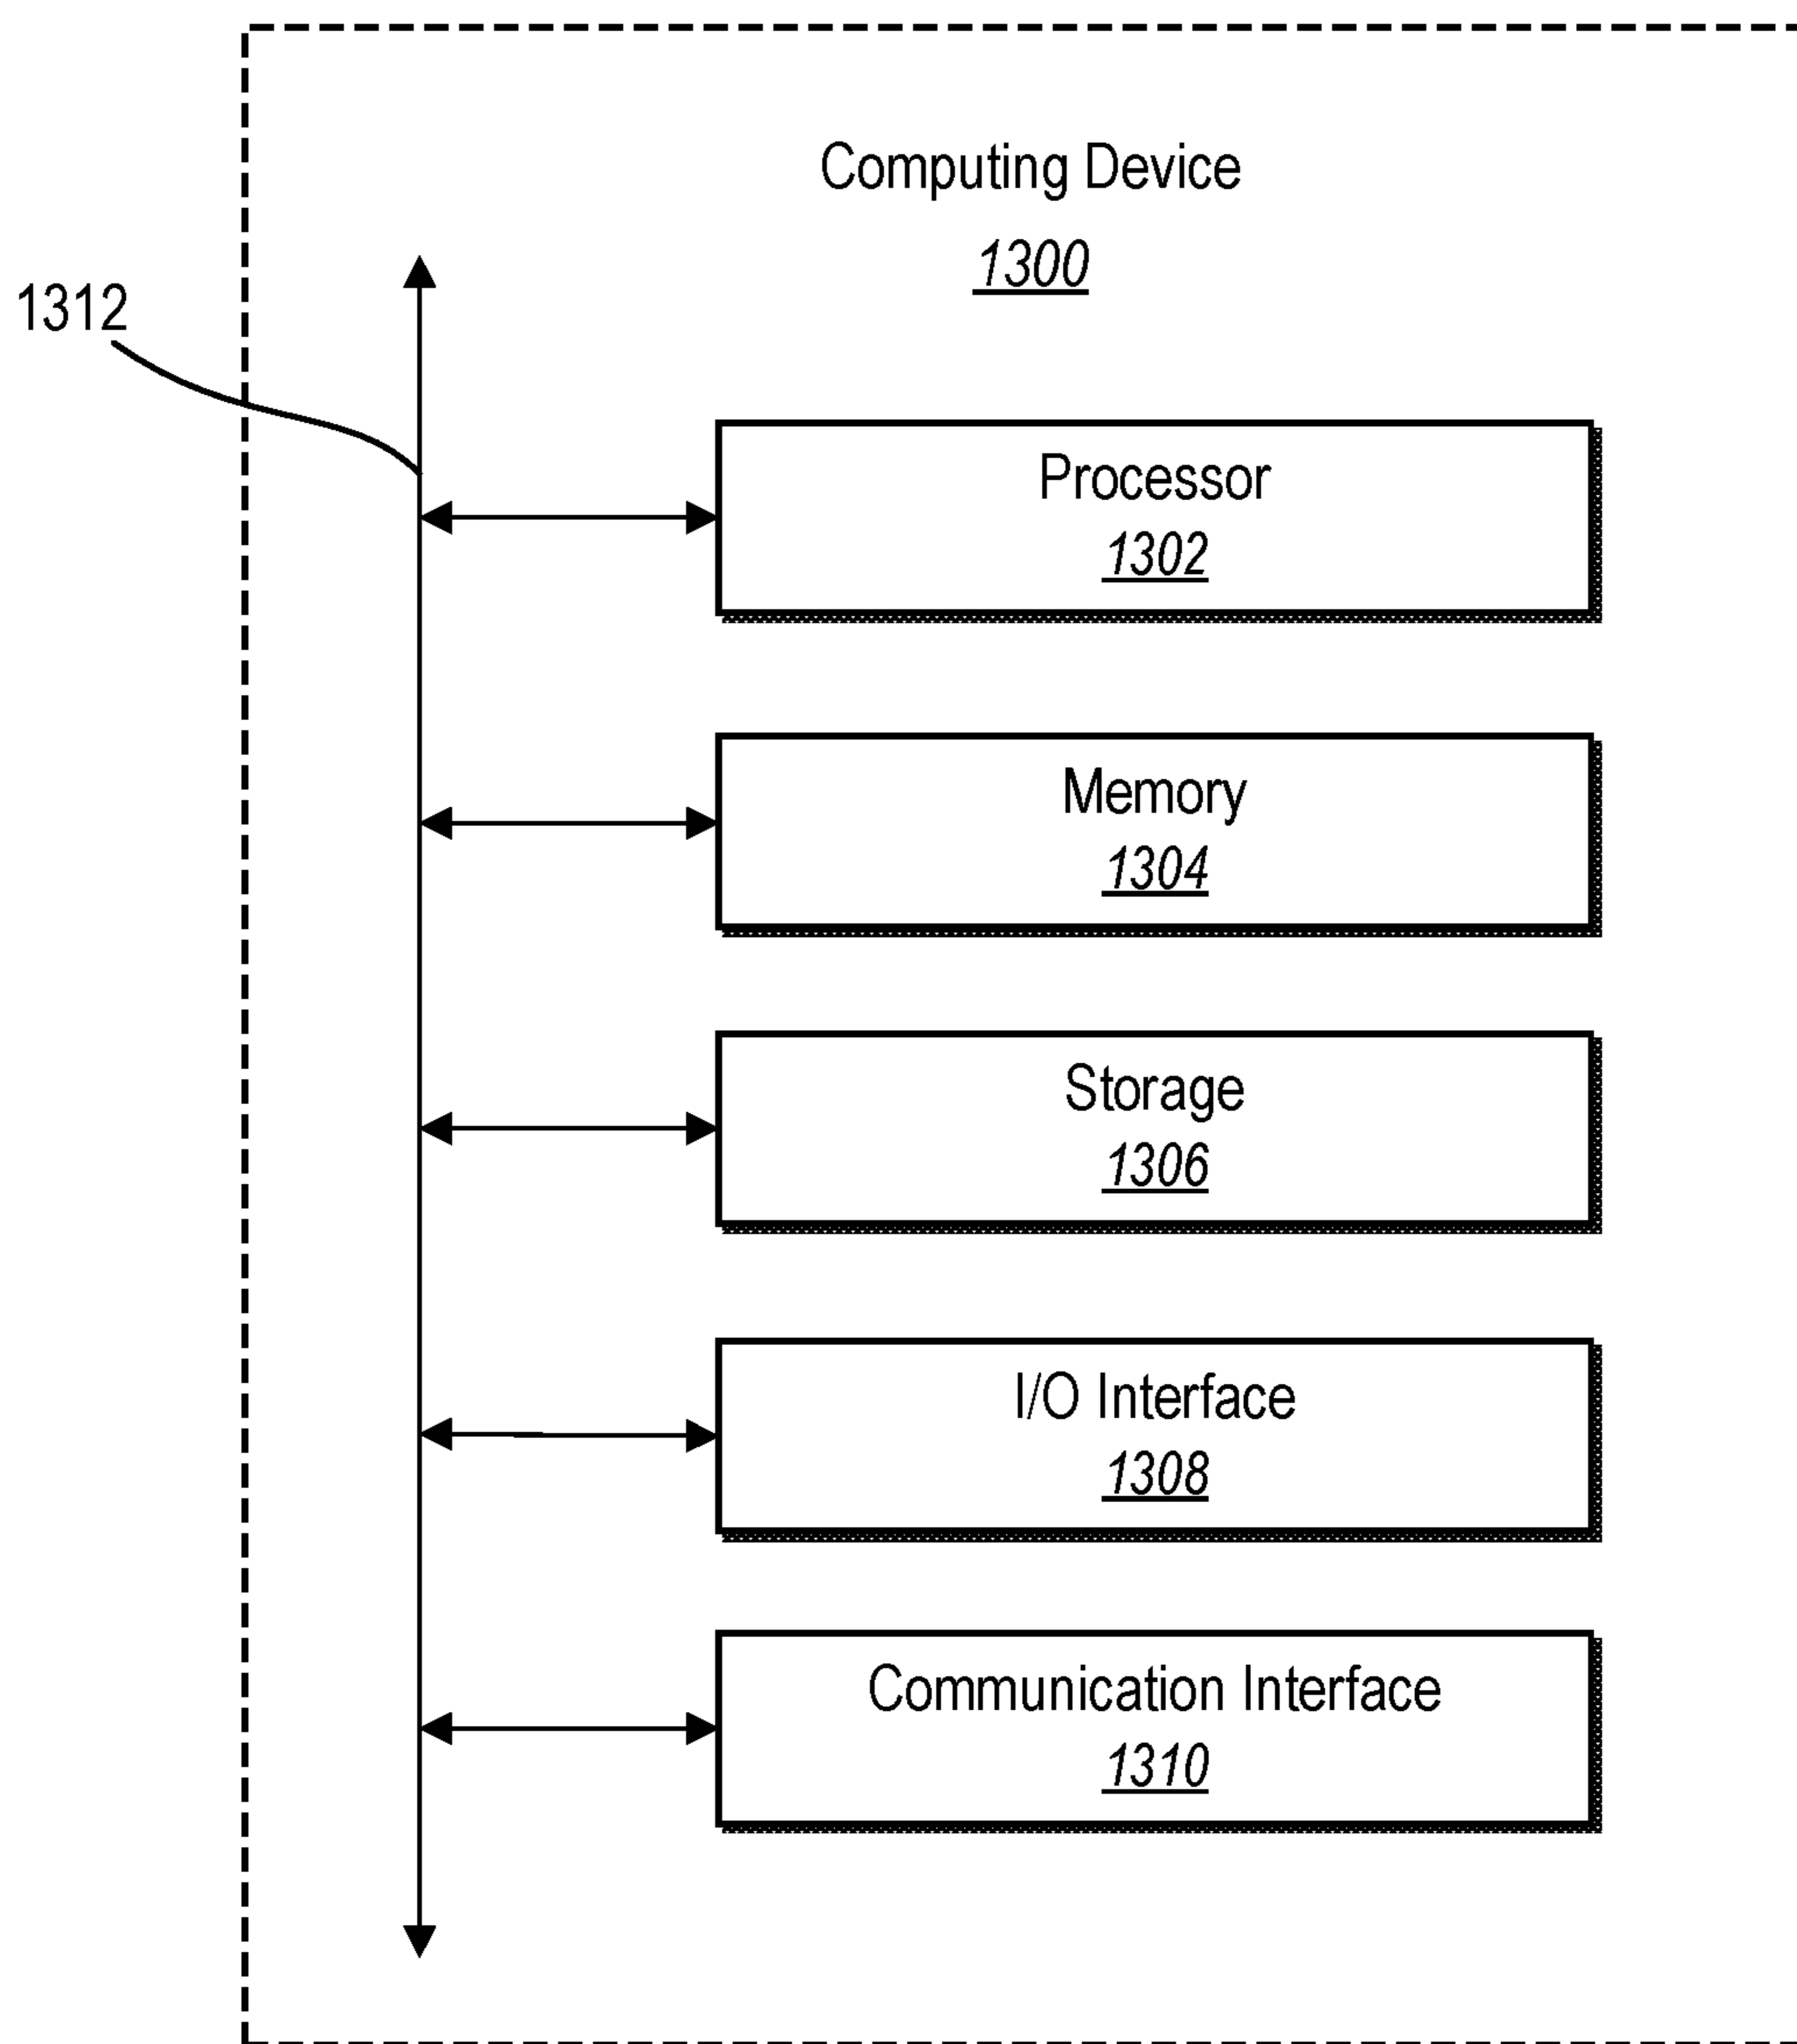 Computing Device
1300
1312
Processor
1302
Memory
1304
Storage
1306
I/O Interface
1308
Communication Interface
1310